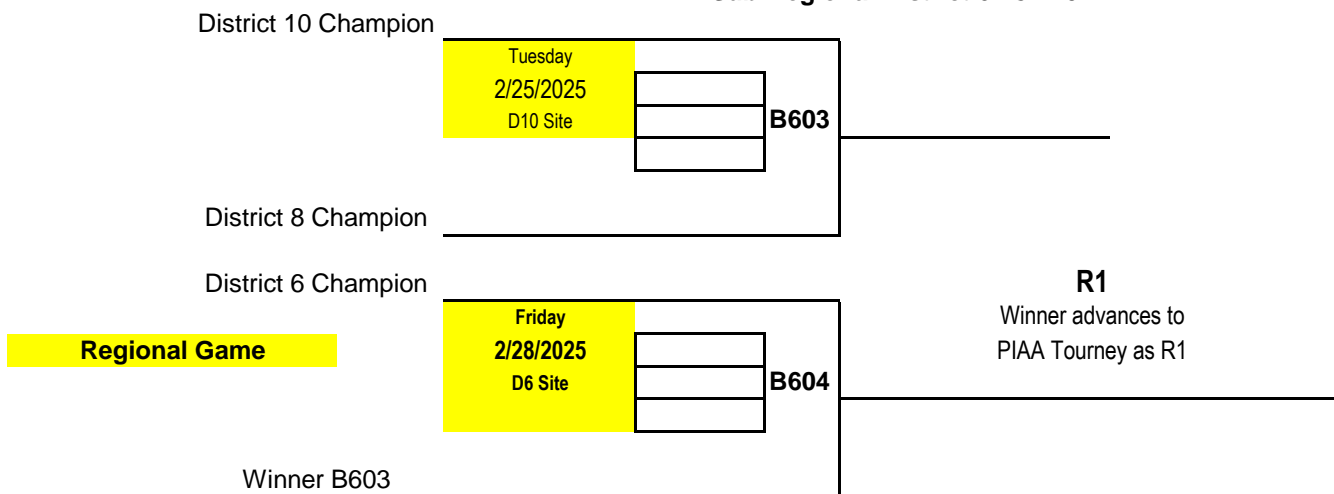 District 10 Champion
Tuesday
2/25/2025
D10 Site
B603
District 8 Champion
District 6 Champion
R1
Friday
Winner advances to
Regional Game
2/28/2025
PIAA Tourney as R1
D6 Site
B604
Winner B603